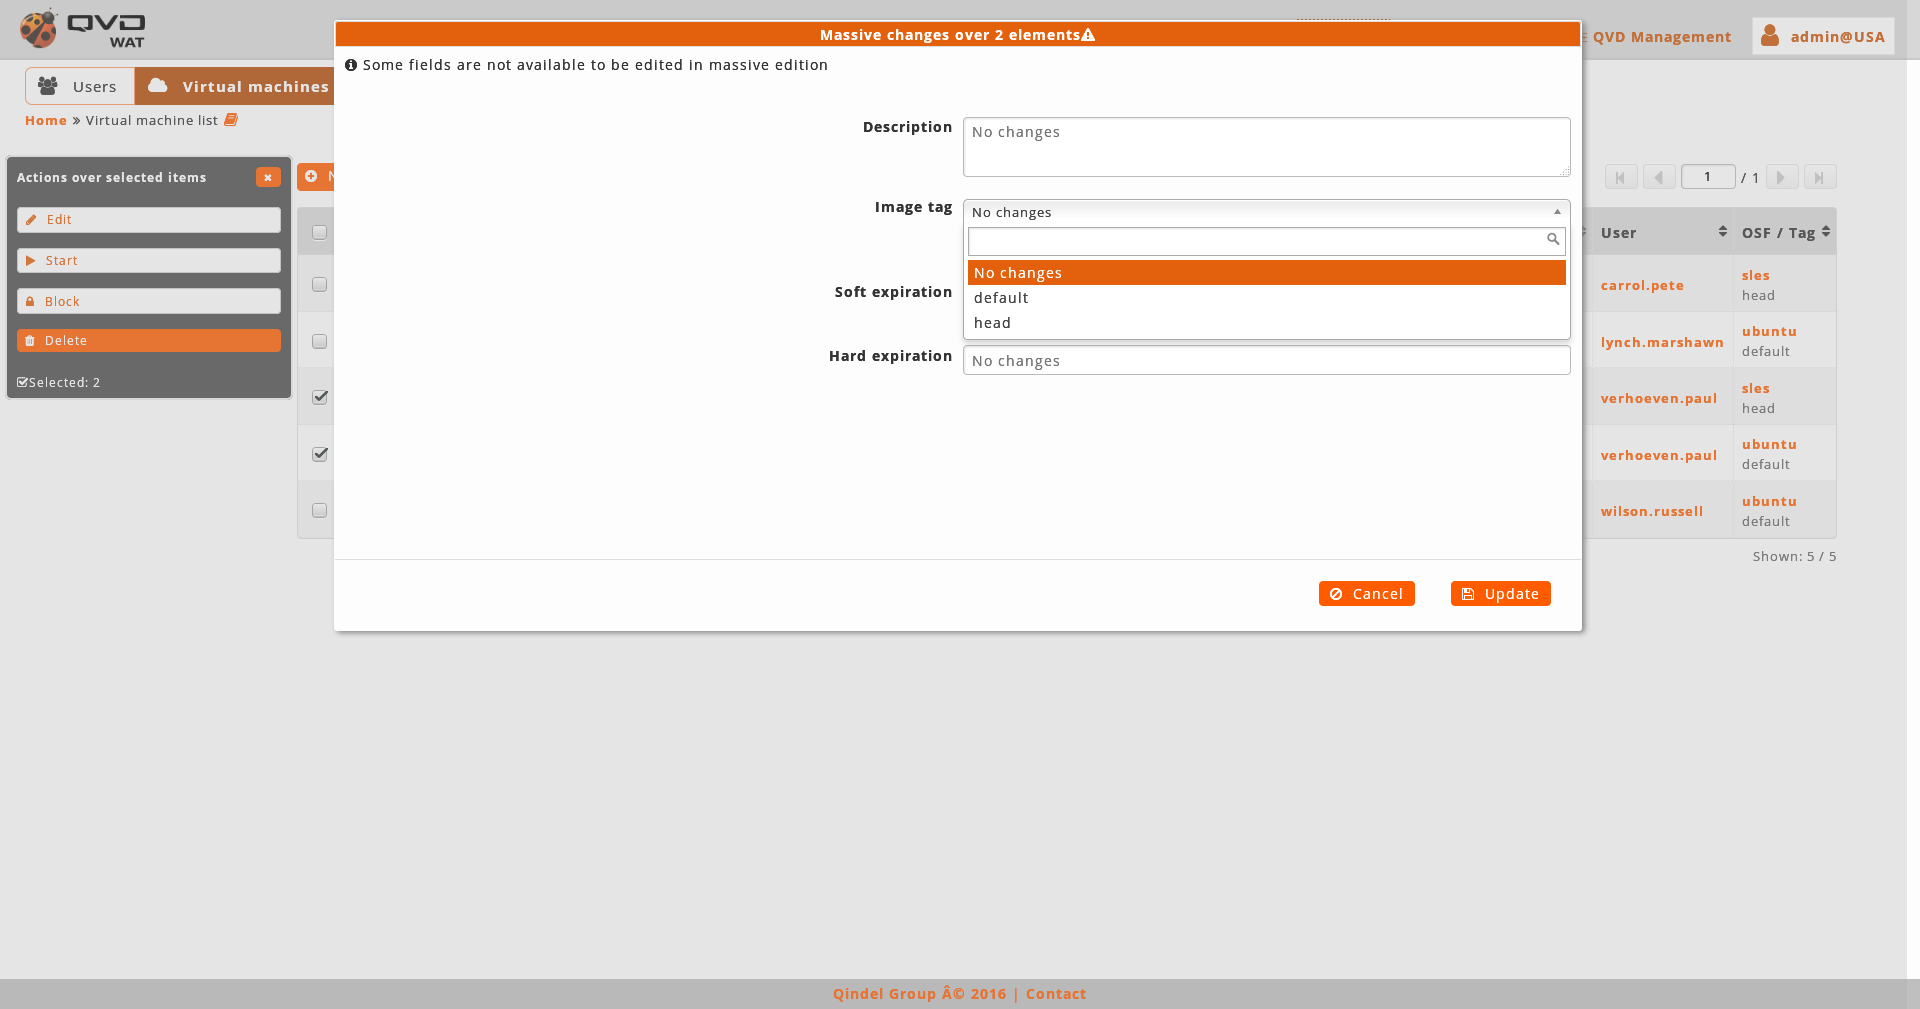 QVD
WAT
QVD Management
admin@USA
Massive changes over 2 elements
Some fields are not available to be edited in massive edition
Users
Virtual machines
Home » Virtual machine list
Actions over selected items
Edit
Start
Block
Delete
Selected: 2
Description
No changes
Image tag
No changes
No changes
default
head
Soft expiration
Hard expiration
No changes
Cancel
Update
1 / 1
User
OSF / Tag
carrol.pete
sles
head
lynch.marshawn
ubuntu
default
verhoeven.paul
sles
head
verhoeven.paul
ubuntu
default
wilson.russell
ubuntu
default
Shown: 5 / 5
Qindel Group Â© 2016 | Contact